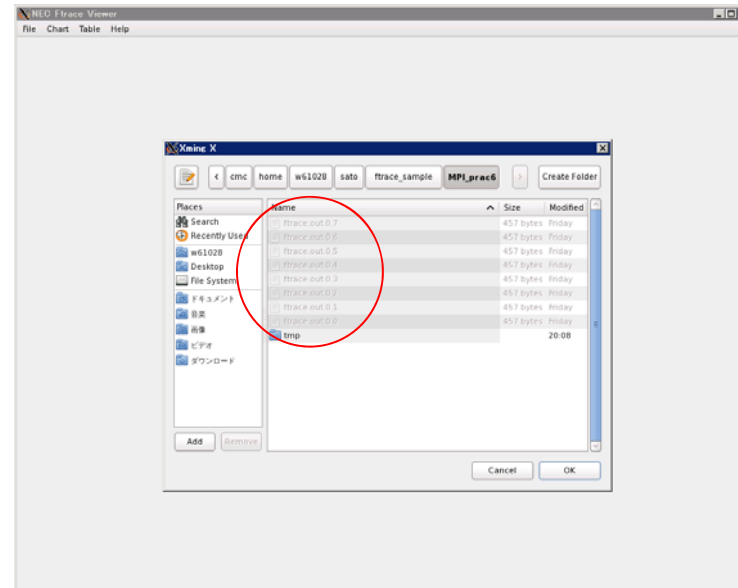 NEC Ftrace Viewer
File Chart Table Help
Xming X
cmc home w61028 sato ftrace_sample MPI_prac6 Create Folder
Places Name Size Modified
Search ftrace.out.0.7 457 bytes Friday
Recently Used ftrace.out.0.6 457 bytes Friday
w61028 ftrace.out.0.5 457 bytes Friday
Desktop ftrace.out.0.4 457 bytes Friday
File System ftrace.out.0.3 457 bytes Friday
ドキュメント ftrace.out.0.2 457 bytes Friday
音楽 ftrace.out.0.1 457 bytes Friday
画像 ftrace.out.0.0 457 bytes Friday
ビデオ tmp 20:08
ダウンロード
Add Remove
Cancel OK